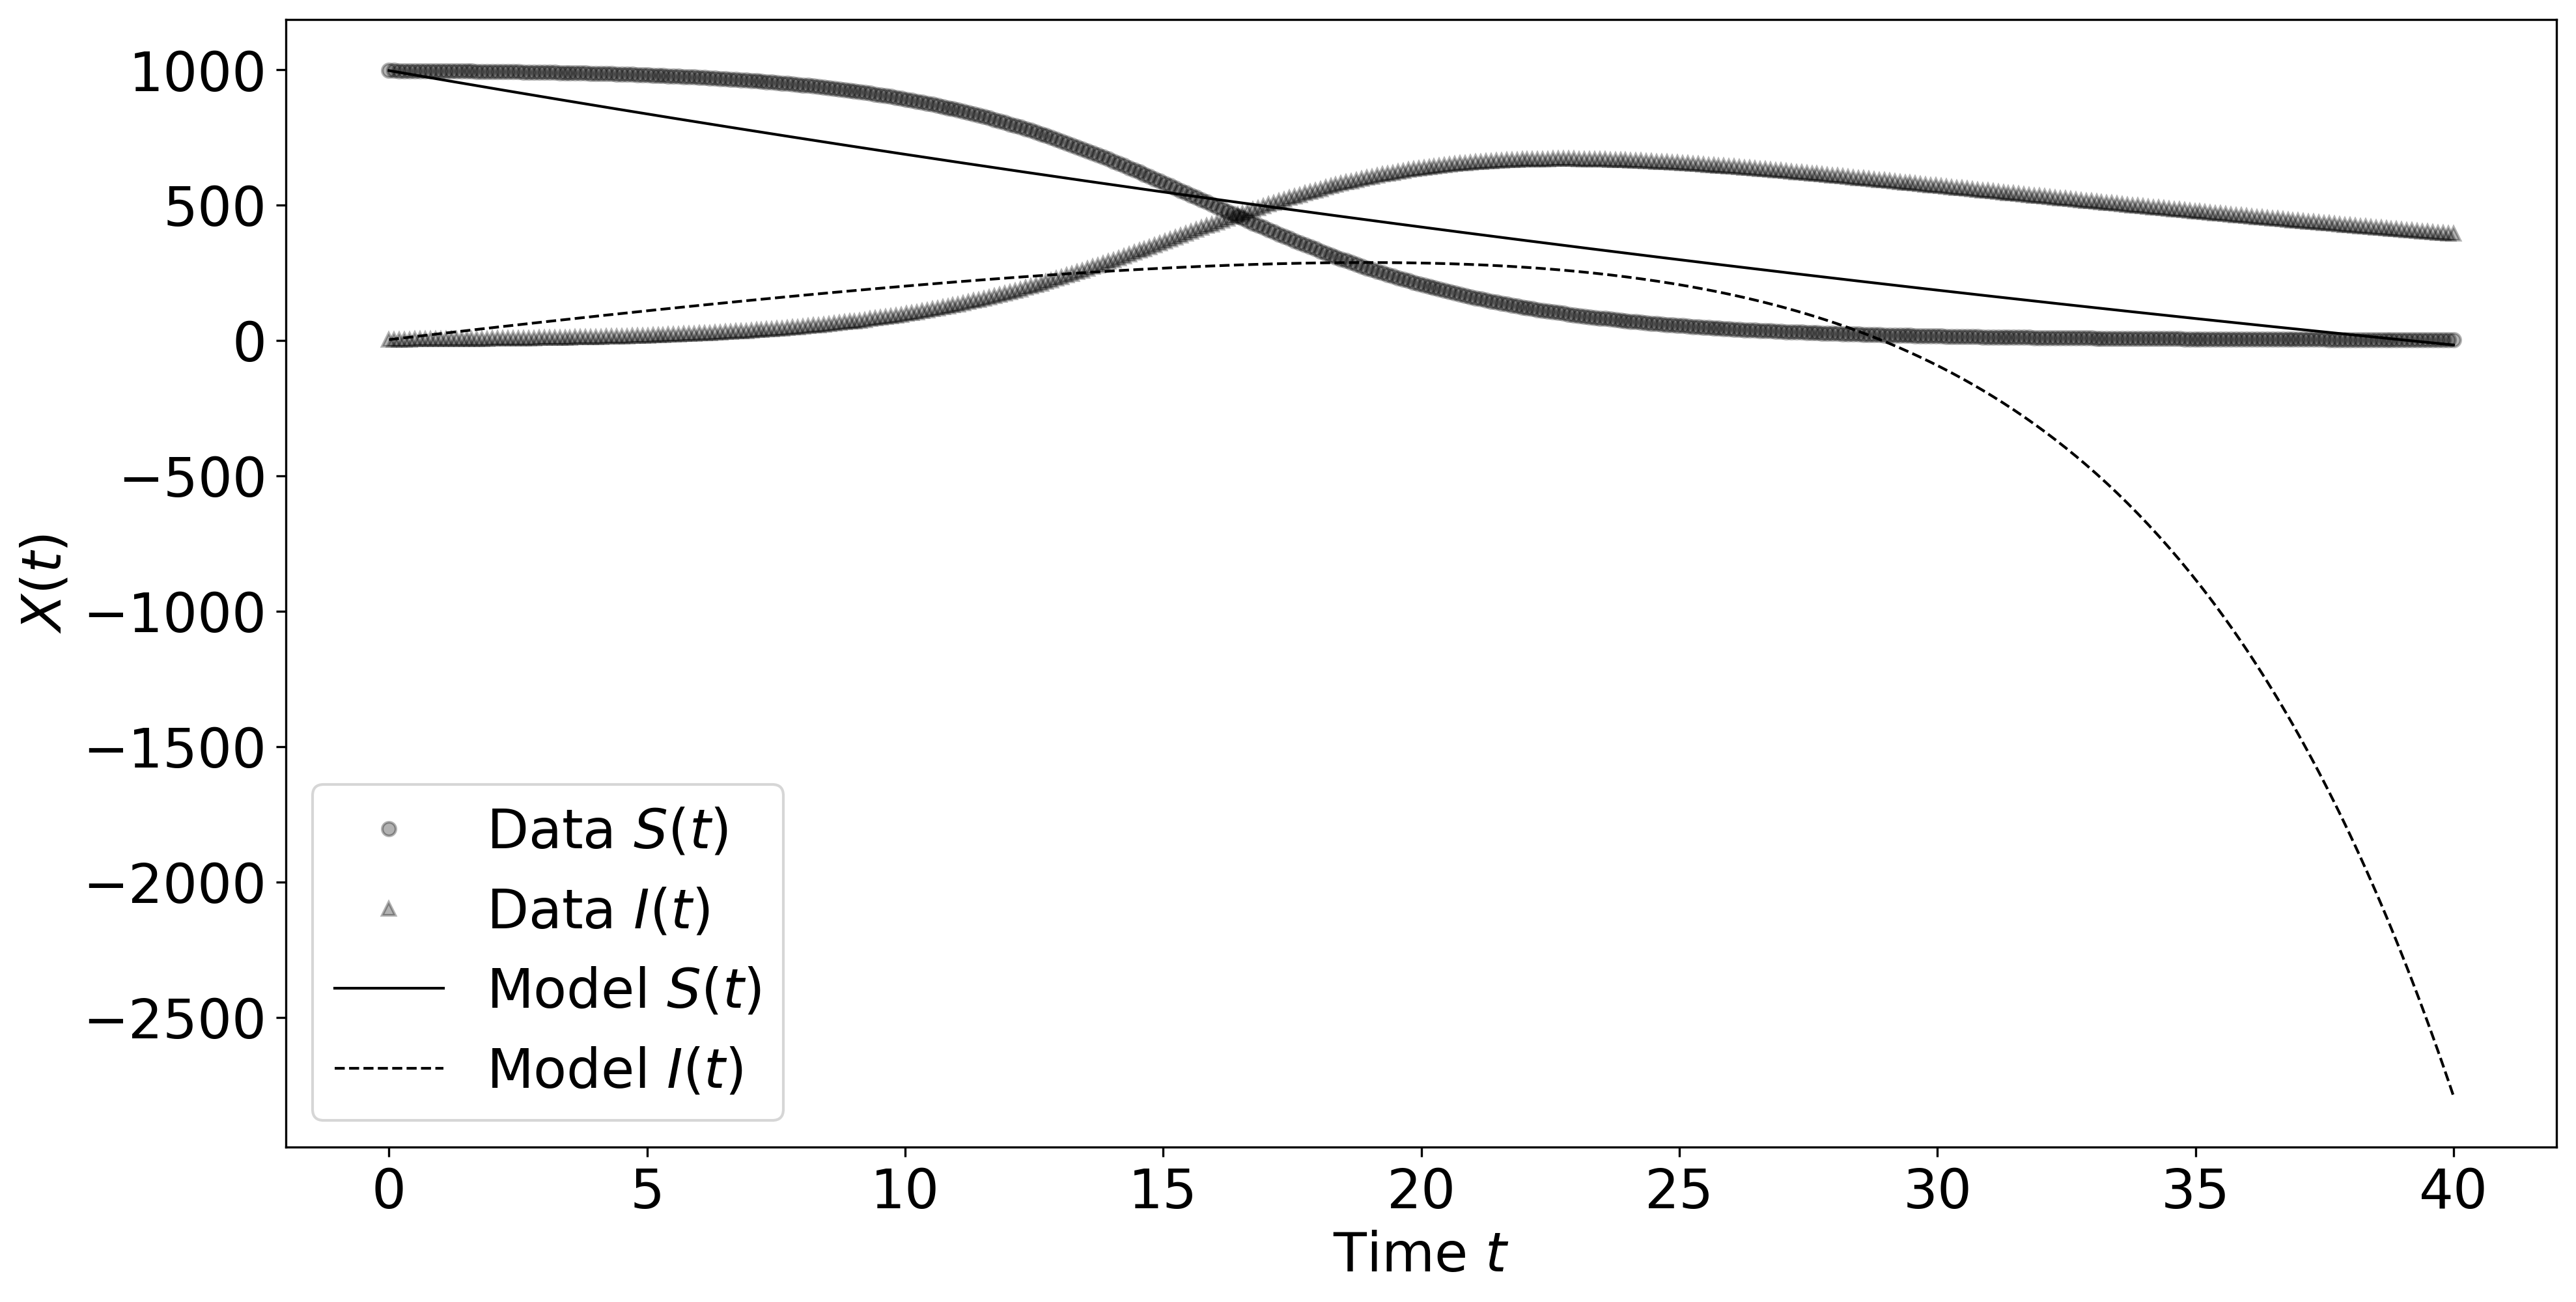 1000
500
0
−500
−1000
−1500
−2000
−2500
X(t)
Data S(t)
Data I(t)
Model S(t)
Model I(t)
0 5 10 15 20 25 30 35 40
Time t